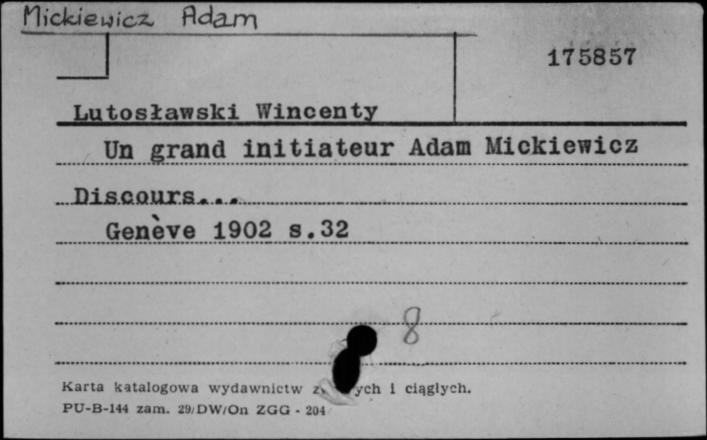 Mickiewicz Adam
175857
Lutosławski Wincenty
Un grand initiateur Adam Mickiewicz
Discours...
Genève 1902 s.32
8
Karta katalogowa wydawnictw z ych i ciągłych.
PU-B-144 zam. 29/DW/On ZGG - 204